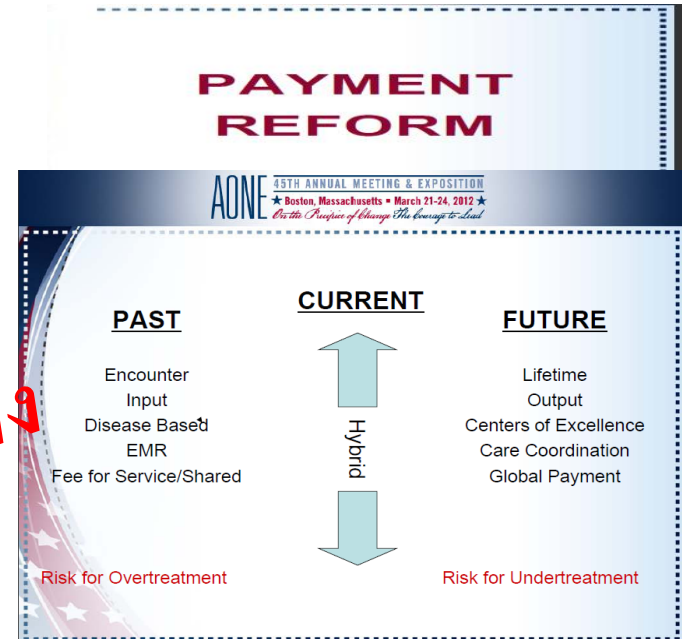 PAYMENT
REFORM
AONE
45TH ANNUAL MEETING & EXPOSITION
★ Boston, Massachusetts ▪ March 21-24, 2012 ★
On the Precipice of Change The Courage to Lead
PAST
CURRENT
FUTURE
Encounter
Input
Disease Based
EMR
Fee for Service/Shared
Hybrid
Lifetime
Output
Centers of Excellence
Care Coordination
Global Payment
Risk for Overtreatment
Risk for Undertreatment